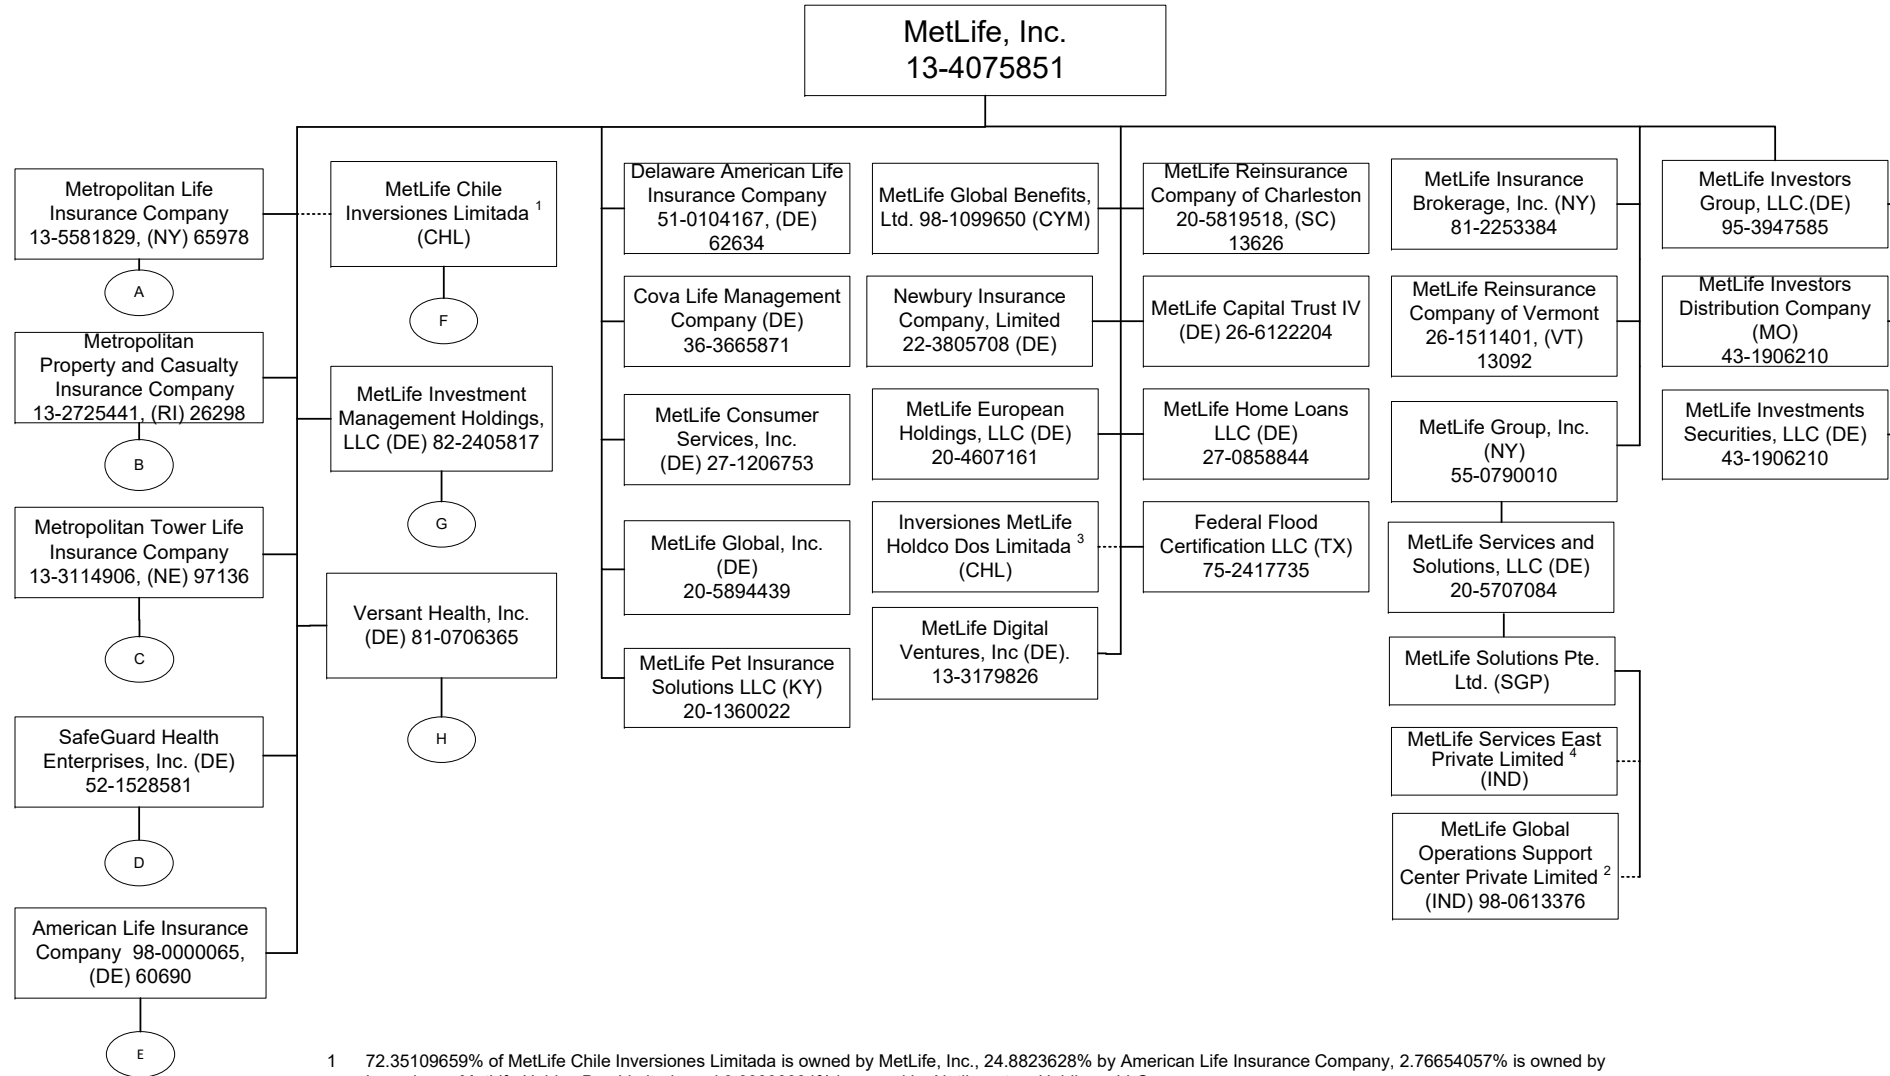 MetLife, Inc.
13-4075851
Metropolitan Life
Insurance Company
13-5581829, (NY) 65978
A
Metropolitan
Property and Casualty
Insurance Company
13-2725441, (RI) 26298
B
Metropolitan Tower Life
Insurance Company
13-3114906, (NE) 97136
C
SafeGuard Health
Enterprises, Inc. (DE)
52-1528581
D
American Life Insurance
Company 98-0000065,
(DE) 60690
E
MetLife Chile
Inversiones Limitada 1
(CHL)
F
MetLife Investment
Management Holdings,
LLC (DE) 82-2405817
G
Versant Health, Inc.
(DE) 81-0706365
H
Delaware American Life
Insurance Company
51-0104167, (DE)
62634
Cova Life Management
Company (DE)
36-3665871
MetLife Consumer
Services, Inc.
(DE) 27-1206753
MetLife Global, Inc.
(DE)
20-5894439
MetLife Pet Insurance
Solutions LLC (KY)
20-1360022
MetLife Global Benefits,
Ltd. 98-1099650 (CYM)
Newbury Insurance
Company, Limited
22-3805708 (DE)
MetLife European
Holdings, LLC (DE)
20-4607161
Inversiones MetLife
Holdco Dos Limitada 3
(CHL)
MetLife Digital
Ventures, Inc (DE).
13-3179826
MetLife Reinsurance
Company of Charleston
20-5819518, (SC)
13626
MetLife Capital Trust IV
(DE) 26-6122204
MetLife Home Loans
LLC (DE)
27-0858844
Federal Flood
Certification LLC (TX)
75-2417735
MetLife Insurance
Brokerage, Inc. (NY)
81-2253384
MetLife Reinsurance
Company of Vermont
26-1511401, (VT)
13092
MetLife Group, Inc.
(NY)
55-0790010
MetLife Services and
Solutions, LLC (DE)
20-5707084
MetLife Solutions Pte.
Ltd. (SGP)
MetLife Services East
Private Limited 4
(IND)
MetLife Global
Operations Support
Center Private Limited 2
(IND) 98-0613376
MetLife Investors
Group, LLC.(DE)
95-3947585
MetLife Investors
Distribution Company
(MO)
43-1906210
MetLife Investments
Securities, LLC (DE)
43-1906210
1 72.35109659% of MetLife Chile Inversiones Limitada is owned by MetLife, Inc., 24.8823628% by American Life Insurance Company, 2.76654057% is owned by